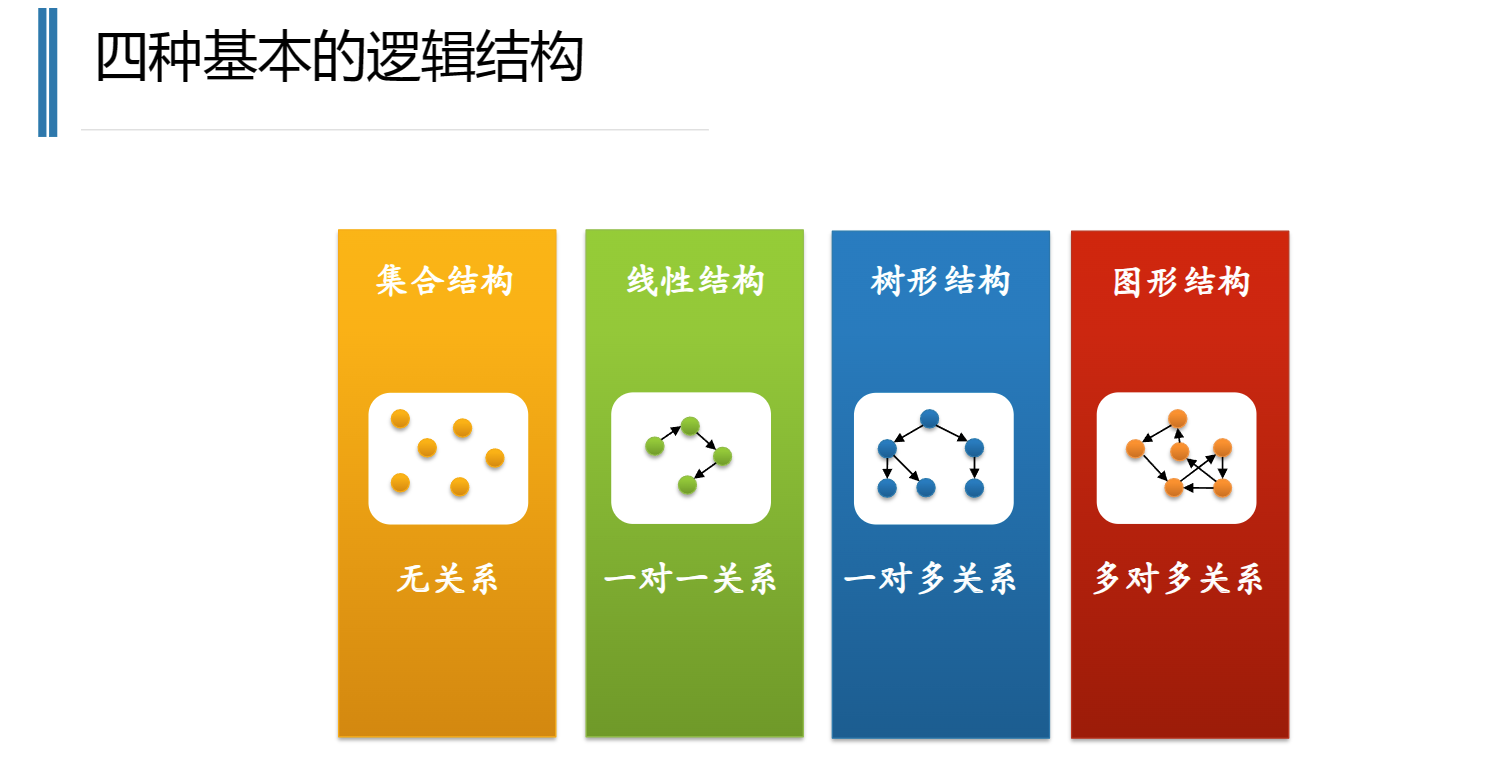 四种基本的逻辑结构
集合结构
无关系
线性结构
一对一关系
树形结构
一对多关系
图形结构
多对多关系